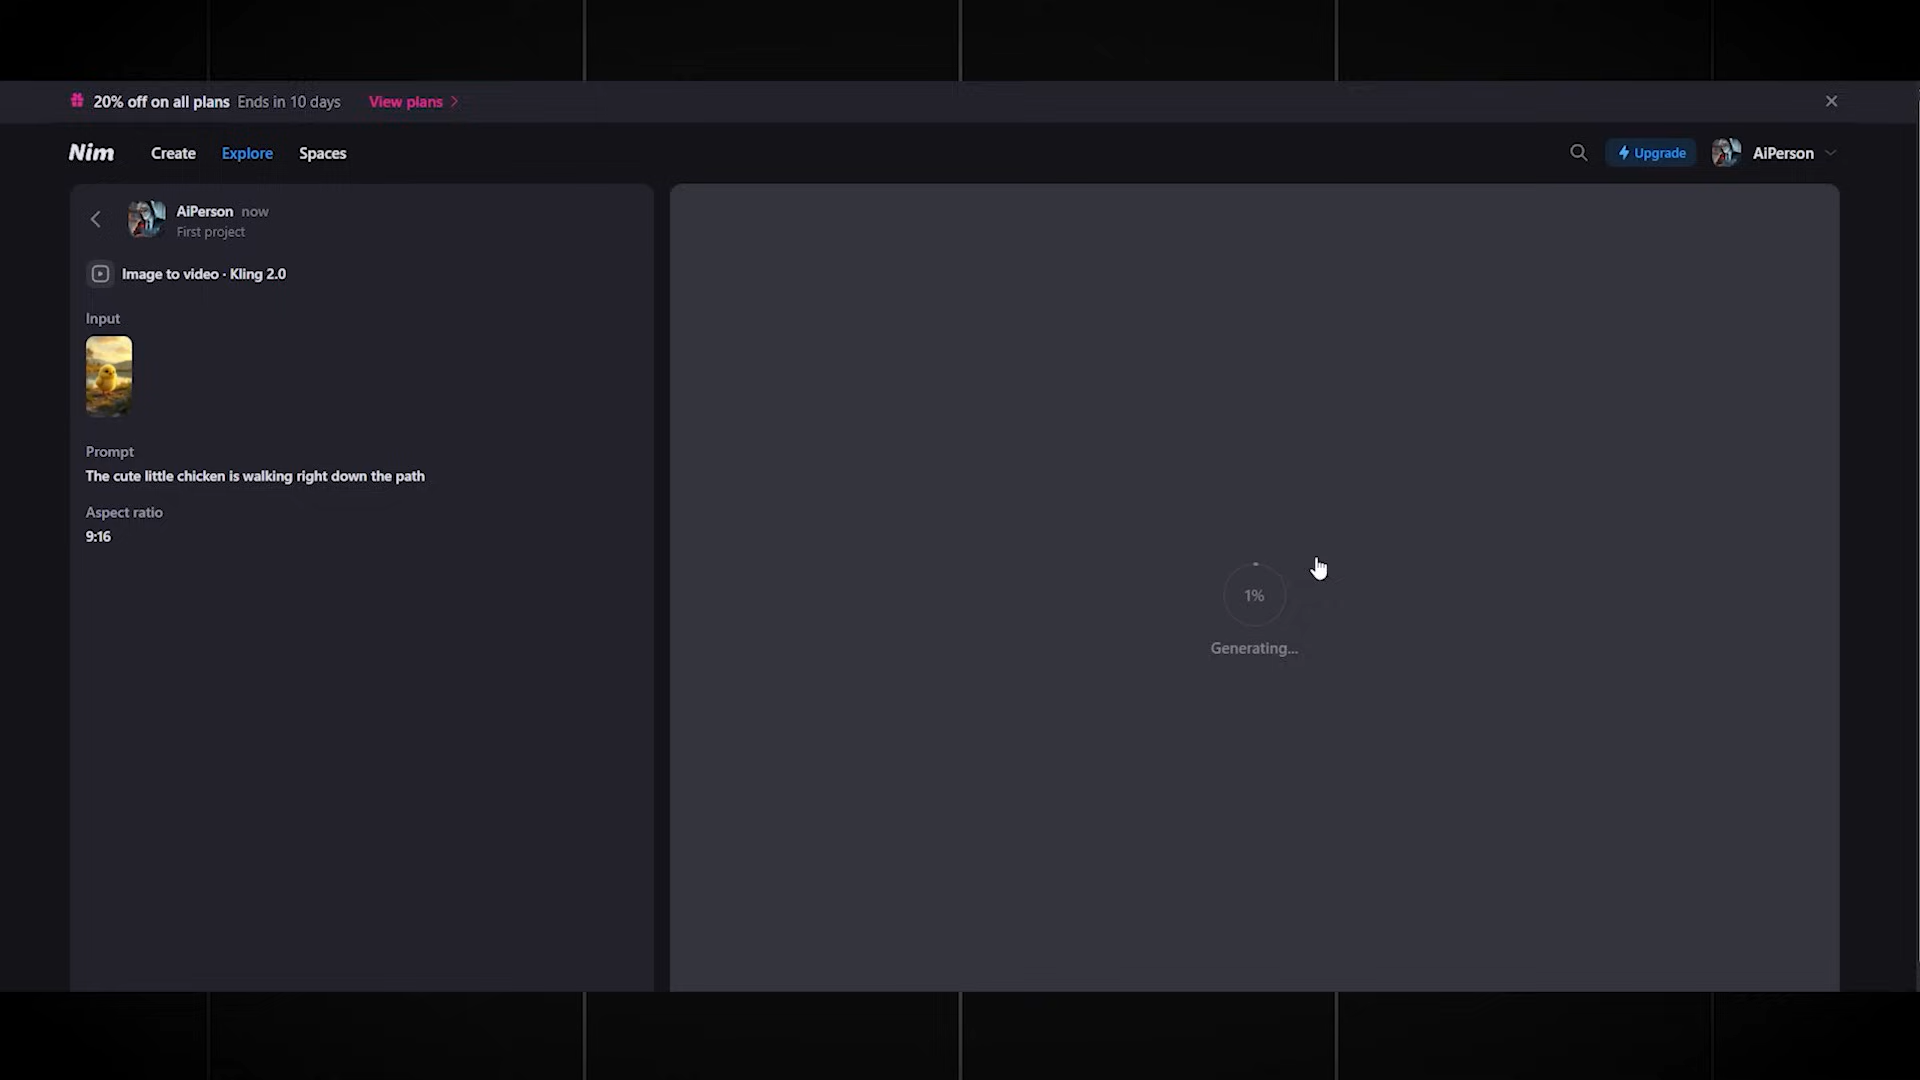 20% off on all plans Ends in 10 days View plans
Nim Create Explore Spaces Upgrade AiPerson
AiPerson now
First project
Image to video · Kling 2.0
Input
Prompt
The cute little chicken is walking right down the path
Aspect ratio
9:16
1%
Generating...